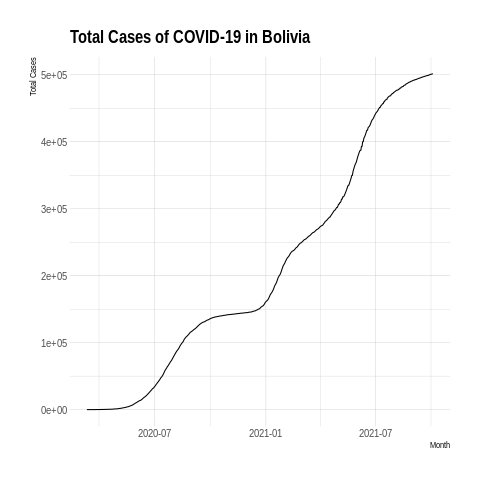 Total Cases of COVID-19 in Bolivia
Total Cases
5e+05
4e+05
3e+05
2e+05
1e+05
0e+00
2020-07
2021-01
2021-07
Month